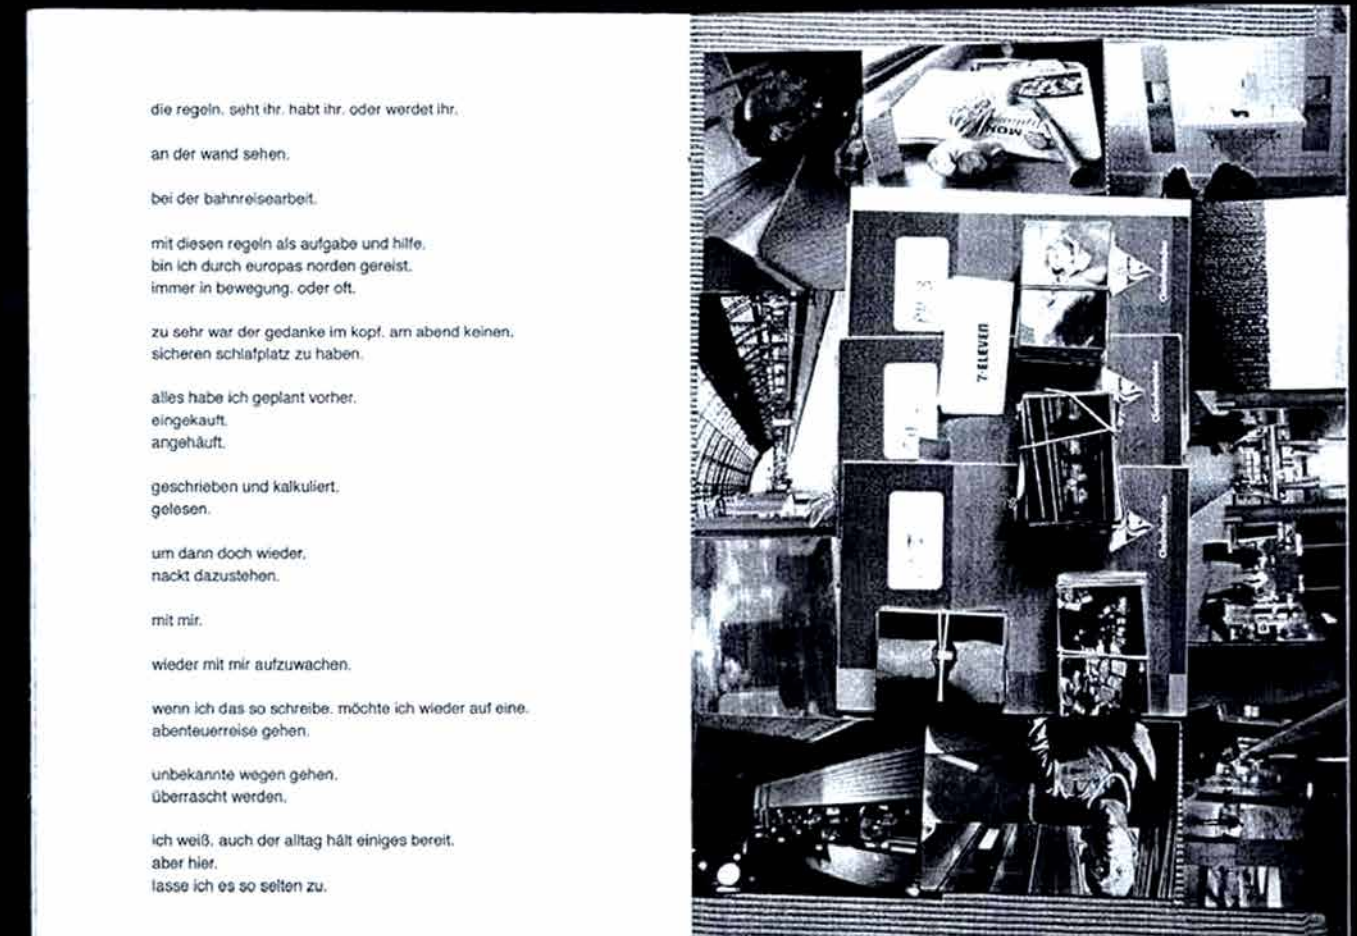 die regeln. seht ihr. habt ihr. oder werdet ihr.
an der wand sehen.
bei der bahnreisearbeit.
mit diesen regeln als aufgabe und hilfe.
bin ich durch europas norden gereist.
immer in bewegung. oder oft.
zu sehr war der gedanke im kopf. am abend keinen.
sicheren schlafplatz zu haben.
alles habe ich geplant vorher.
eingekauft.
angehäuft.
geschrieben und kalkuliert.
gelesen.
um dann doch wieder.
nackt dazustehen.
mit mir.
wieder mit mir aufzuwachen.
wenn ich das so schreibe. möchte ich wieder auf eine.
abenteuerreise gehen.
unbekannte wegen gehen.
überrascht werden.
ich weiß. auch der alltag hält einiges bereit.
aber hier.
lasse ich es so selten zu.
MON
7-ELEVEN